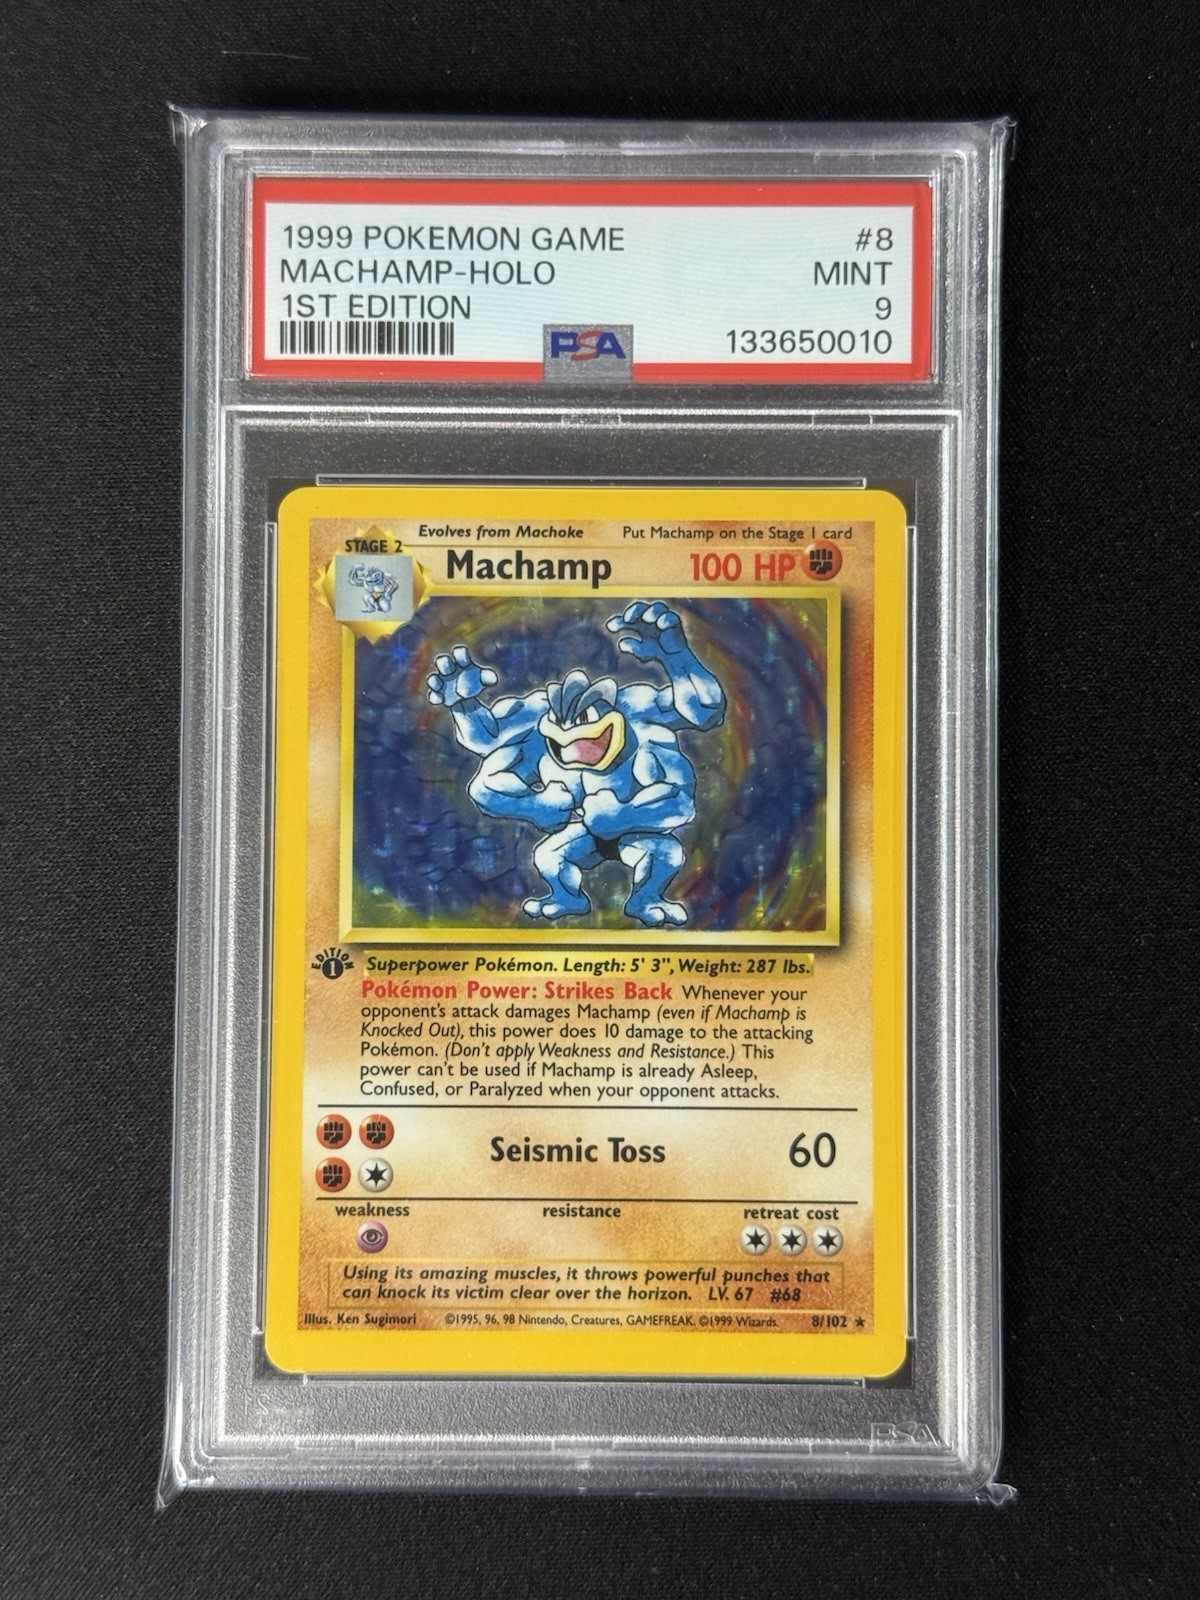 1999 POKEMON GAME #8
MACHAMP-HOLO MINT
1ST EDITION 9
PSA 133650010
Evolves from Machoke Put Machamp on the Stage 1 card
STAGE 2
Machamp 100 HP
EDITION
1
Superpower Pokémon. Length: 5' 3", Weight: 287 lbs.
Pokémon Power: Strikes Back Whenever your
opponent's attack damages Machamp (even if Machamp is
Knocked Out), this power does 10 damage to the attacking
Pokémon. (Don't apply Weakness and Resistance.) This
power can't be used if Machamp is already Asleep,
Confused, or Paralyzed when your opponent attacks.
Seismic Toss 60
weakness resistance retreat cost
Using its amazing muscles, it throws powerful punches that
can knock its victim clear over the horizon. LV. 67 #68
Illus. Ken Sugimori ©1995, 96, 98 Nintendo, Creatures, GAMEFREAK. ©1999 Wizards. 8/102 ★
PSA